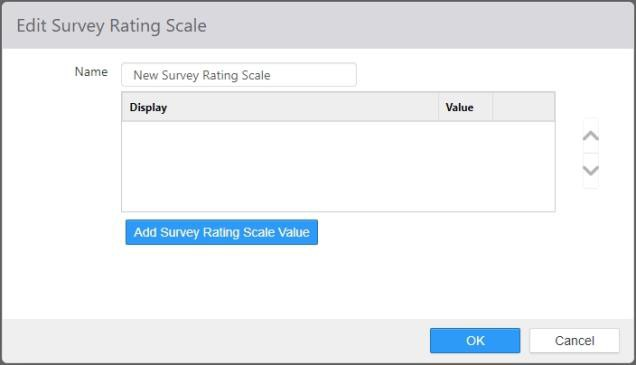 Edit Survey Rating Scale
Name New Survey Rating Scale
Display Value
Add Survey Rating Scale Value
OK Cancel